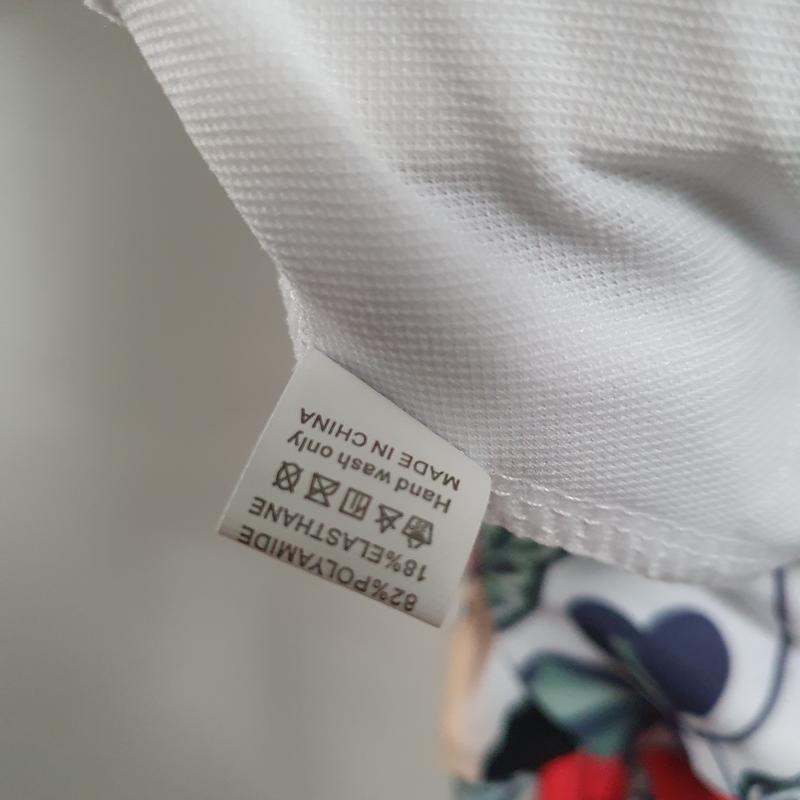 82%POLYAMIDE
18%ELASTHANE
Hand wash only
MADE IN CHINA